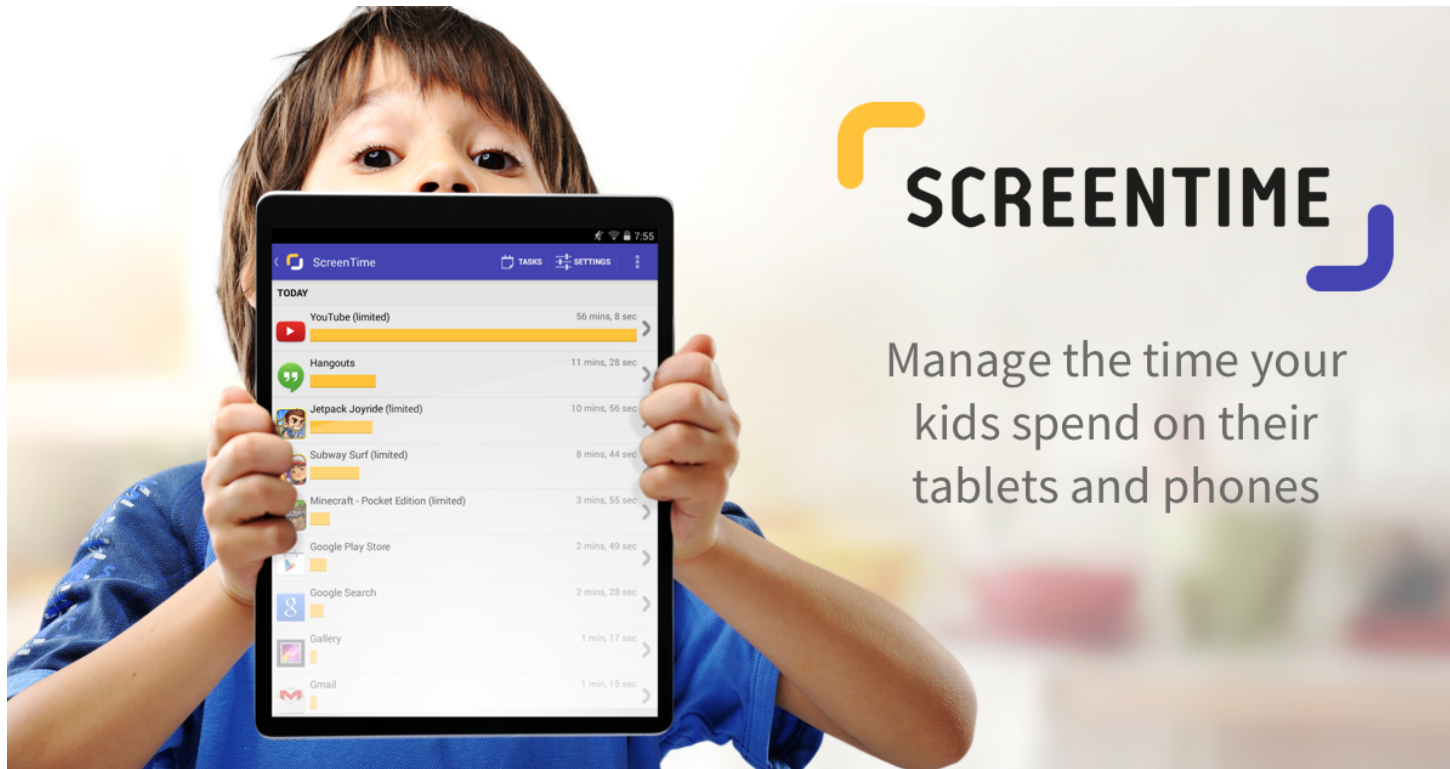 7:55
ScreenTime TASKS SETTINGS
TODAY
YouTube (limited) 56 mins, 8 sec
Hangouts 11 mins, 28 sec
Jetpack Joyride (limited) 10 mins, 56 sec
Subway Surf (limited) 8 mins, 44 sec
Minecraft - Pocket Edition (limited) 3 mins, 55 sec
Google Play Store 2 mins, 49 sec
Google Search 2 mins, 28 sec
Gallery 1 min, 17 sec
Gmail 1 min, 15 sec
SCREENTIME
Manage the time your
kids spend on their
tablets and phones